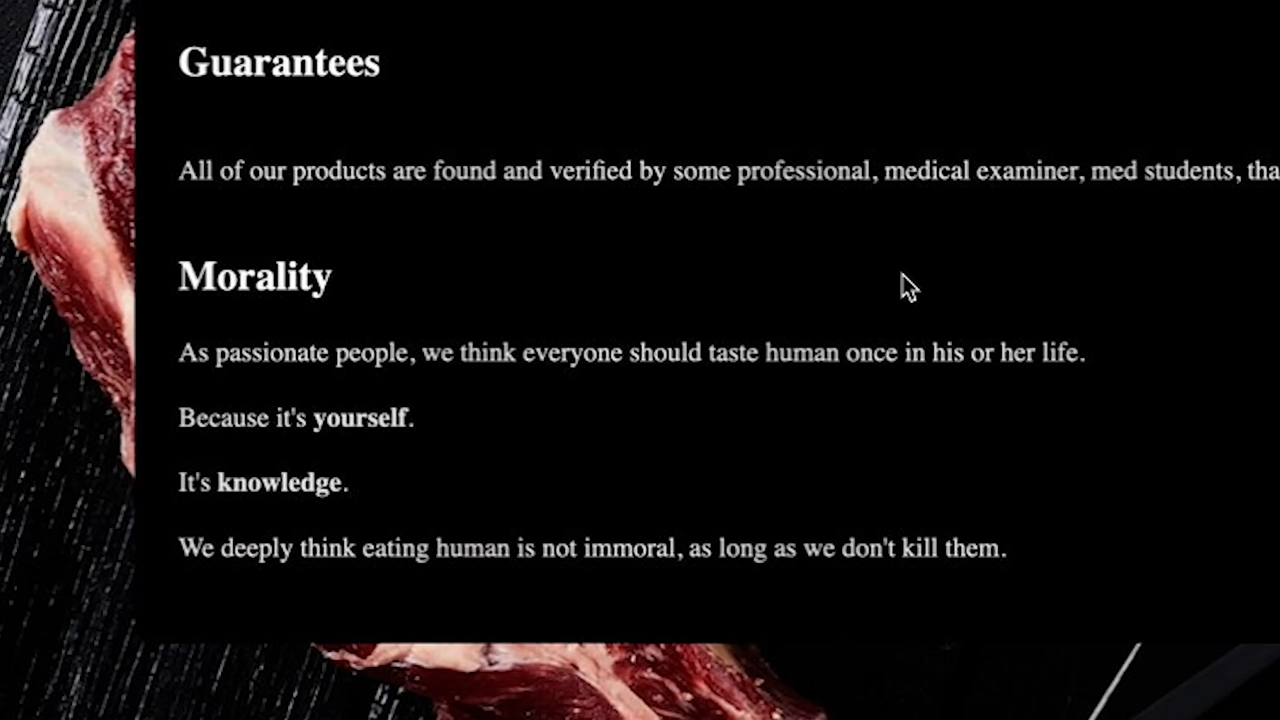 Guarantees
All of our products are found and verified by some professional, medical examiner, med students, tha
Morality
As passionate people, we think everyone should taste human once in his or her life.
Because it's yourself.
It's knowledge.
We deeply think eating human is not immoral, as long as we don't kill them.